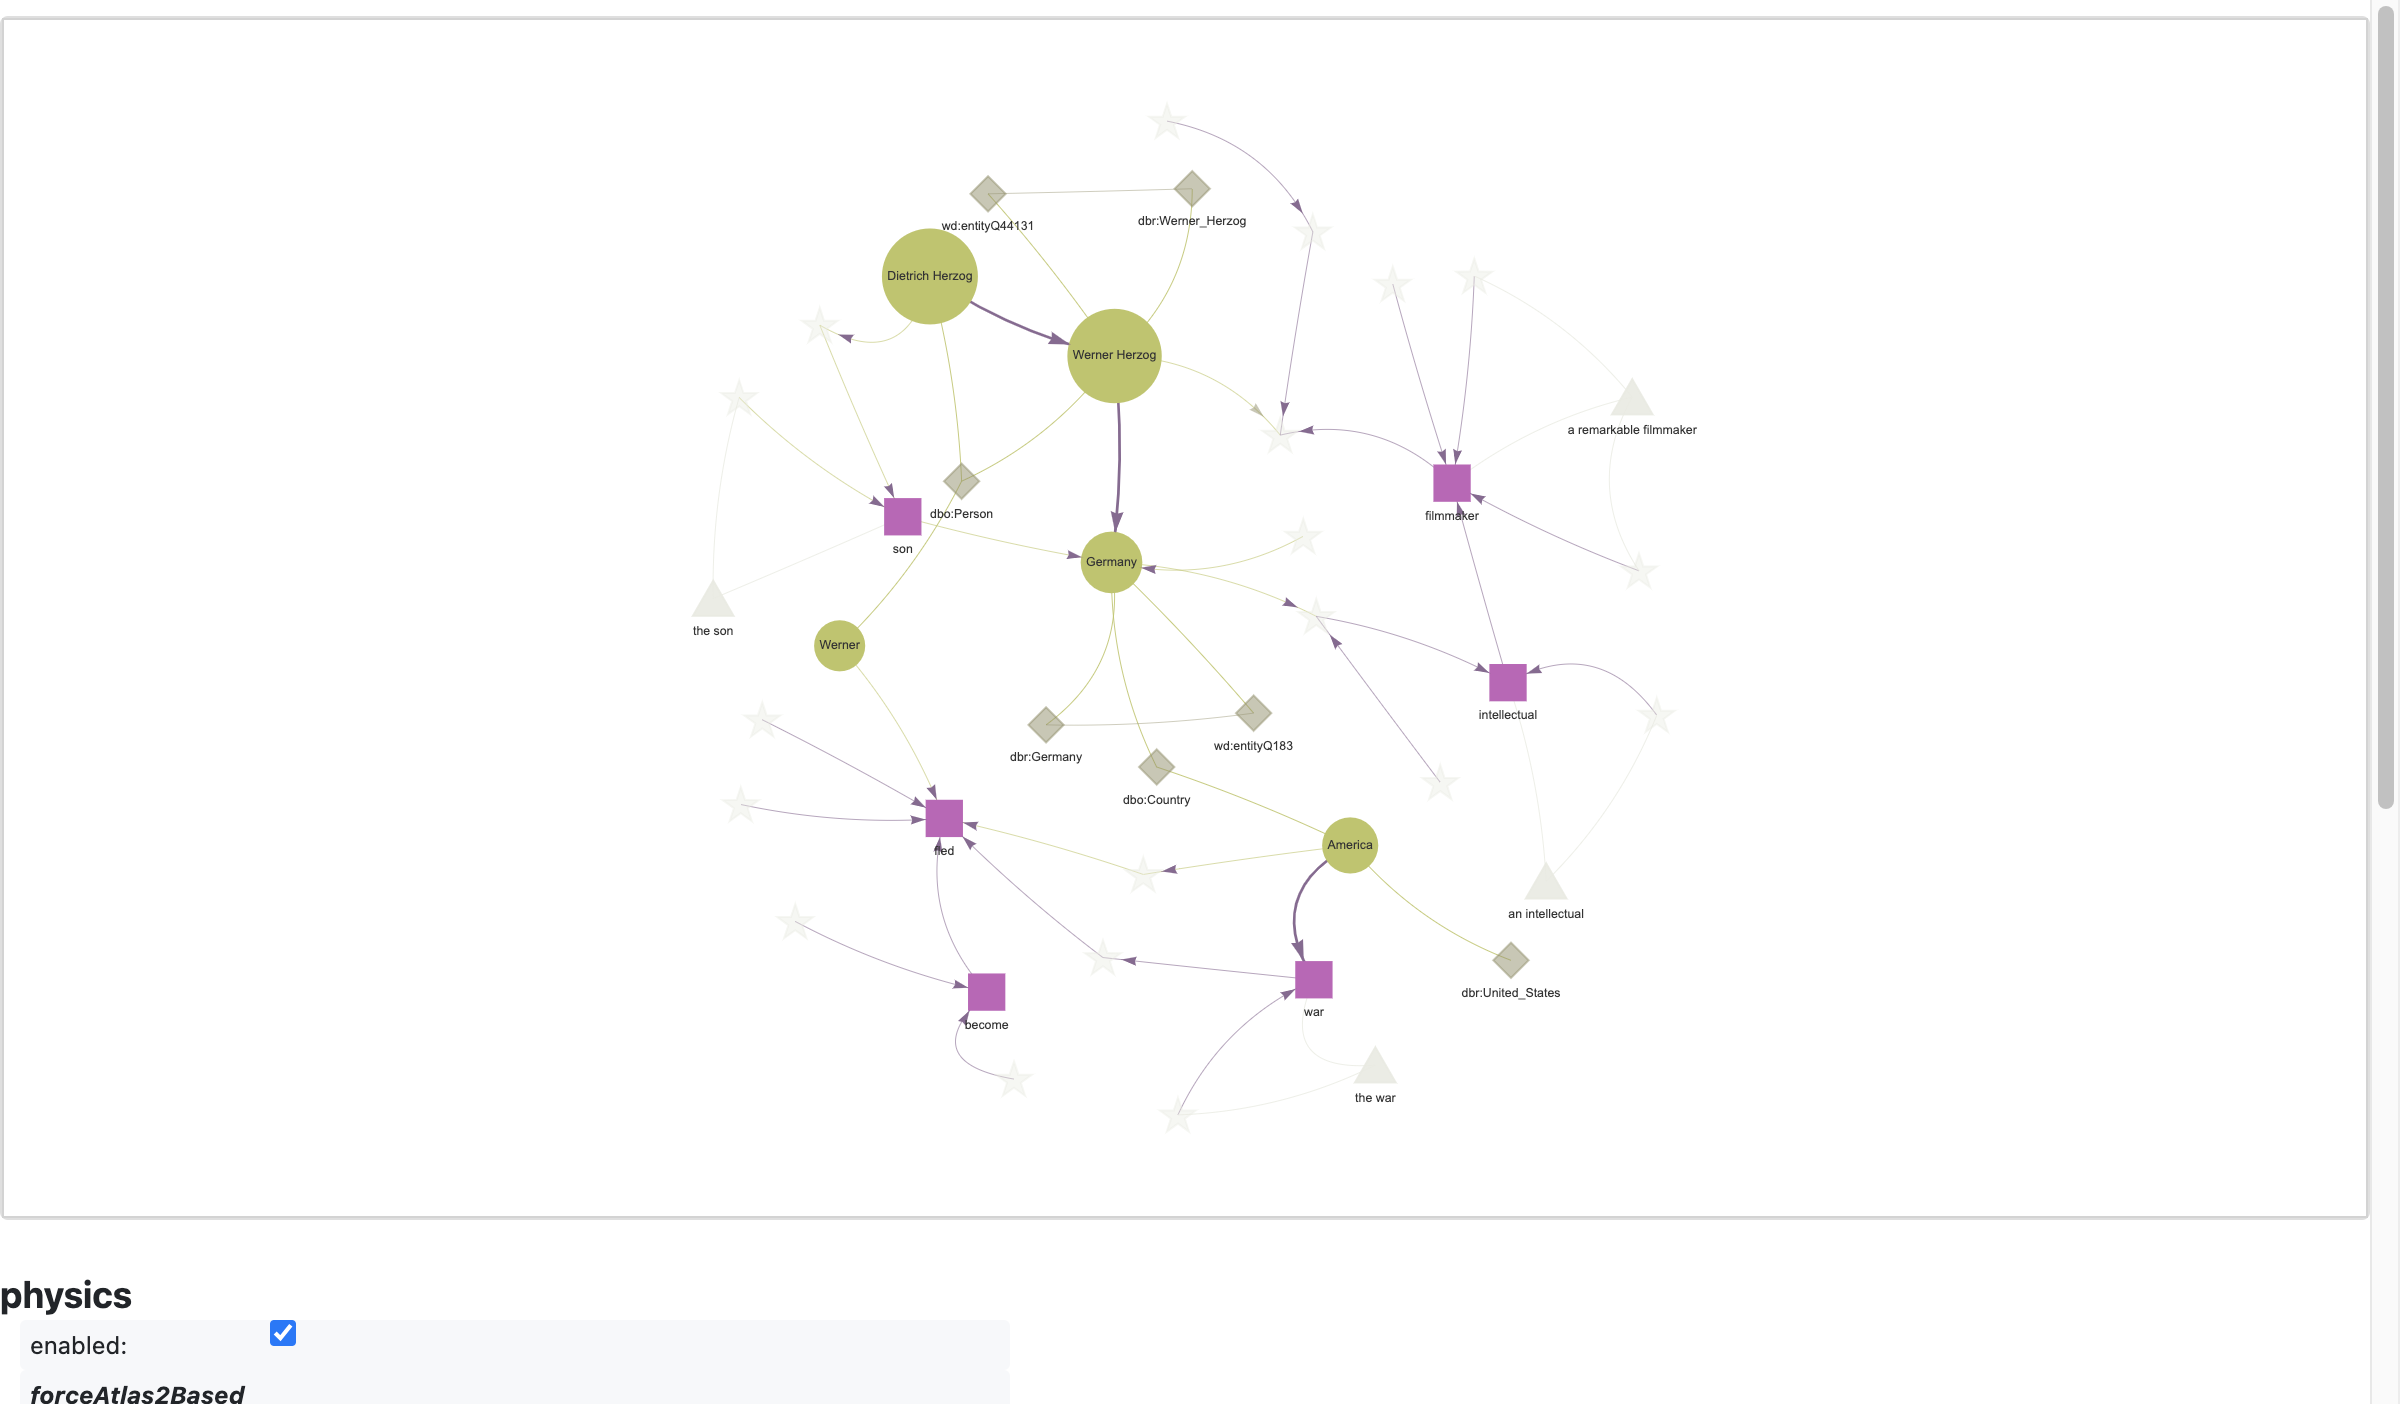 dbr:Werner_Herzog
wd:entityQ44131
Dietrich Herzog
Werner Herzog
a remarkable filmmaker
dbo:Person
filmmaker
son
Germany
the son
Werner
intellectual
wd:entityQ183
dbr:Germany
dbo:Country
America
fled
an intellectual
dbr:United_States
war
become
the war
physics
enabled:
forceAtlas2Based